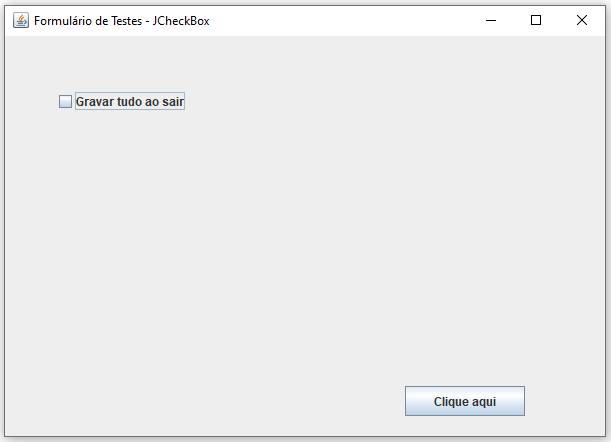 Formulário de Testes - JCheckBox
Gravar tudo ao sair
Clique aqui